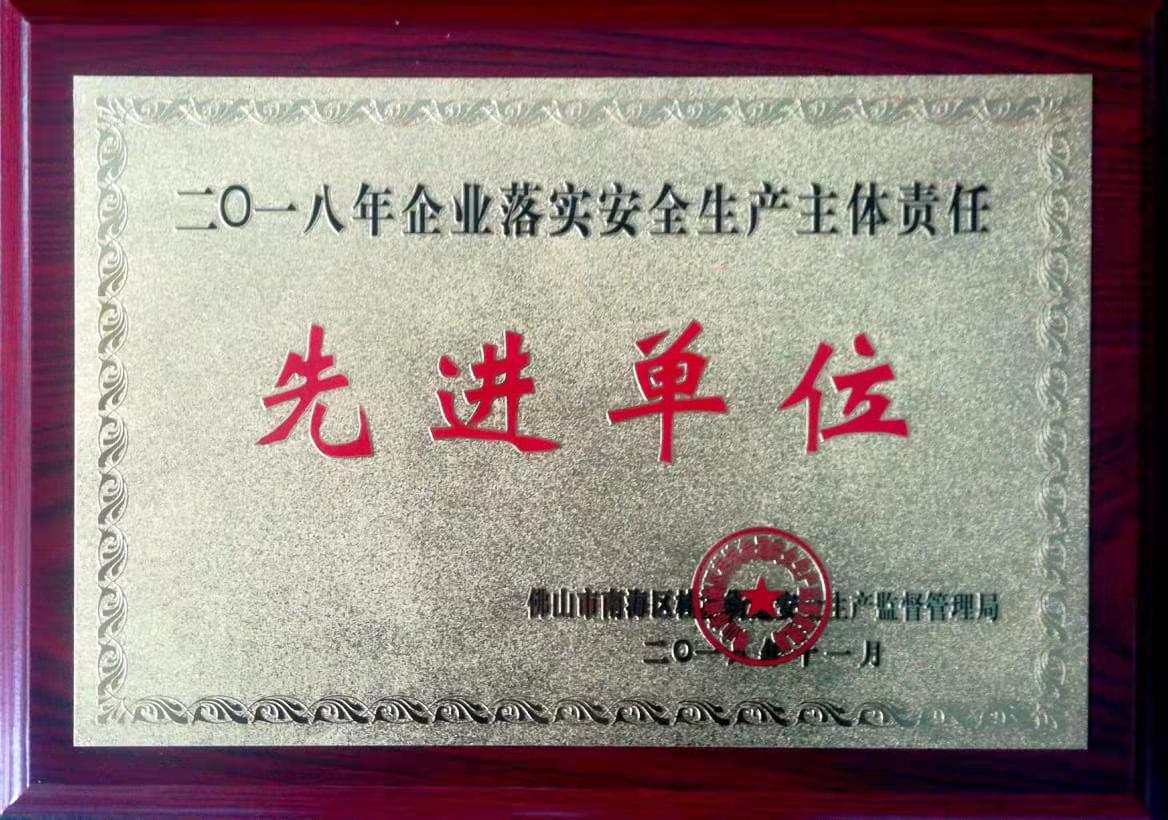 二〇一八年企业落实安全生产主体责任
先进单位
佛山市南海区 生产监督管理局
二〇一八年十一月